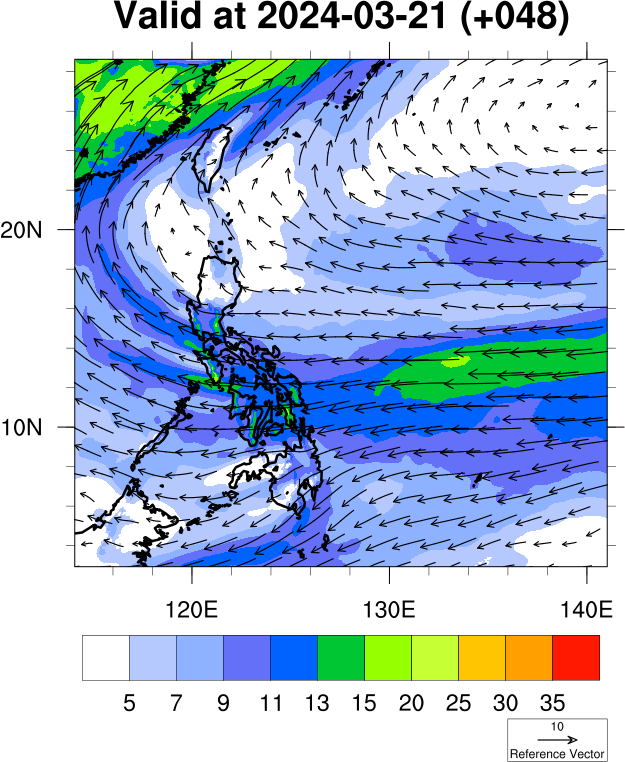 Valid at 2024-03-21 (+048)
20N
10N
120E 130E 140E
5 7 9 11 13 15 20 25 30 35
10
Reference Vector